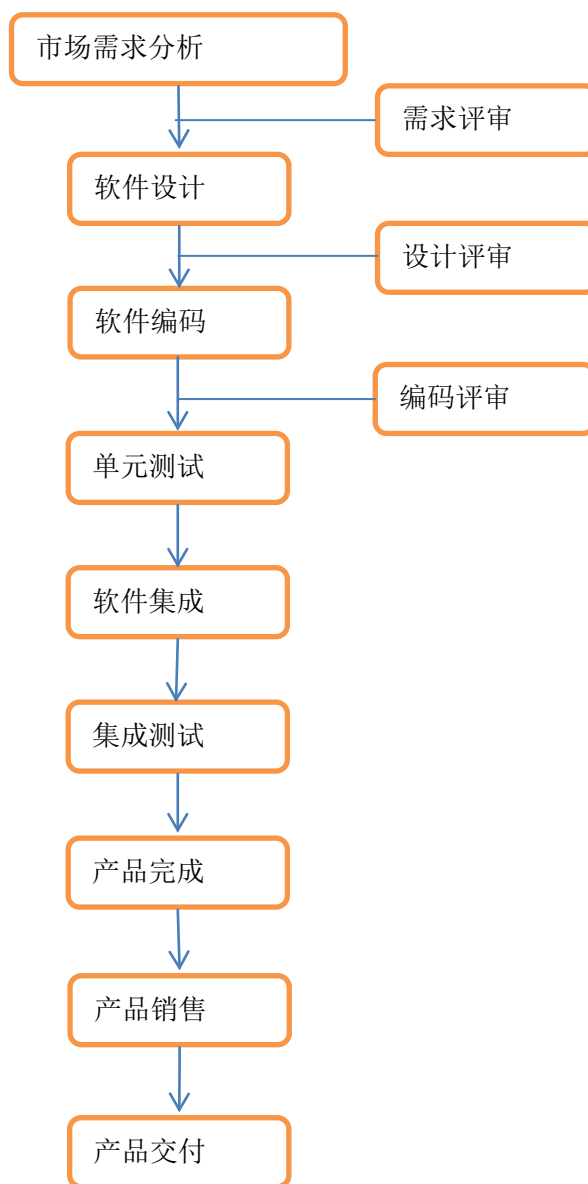 市场需求分析
需求评审
软件设计
设计评审
软件编码
编码评审
单元测试
软件集成
集成测试
产品完成
产品销售
产品交付